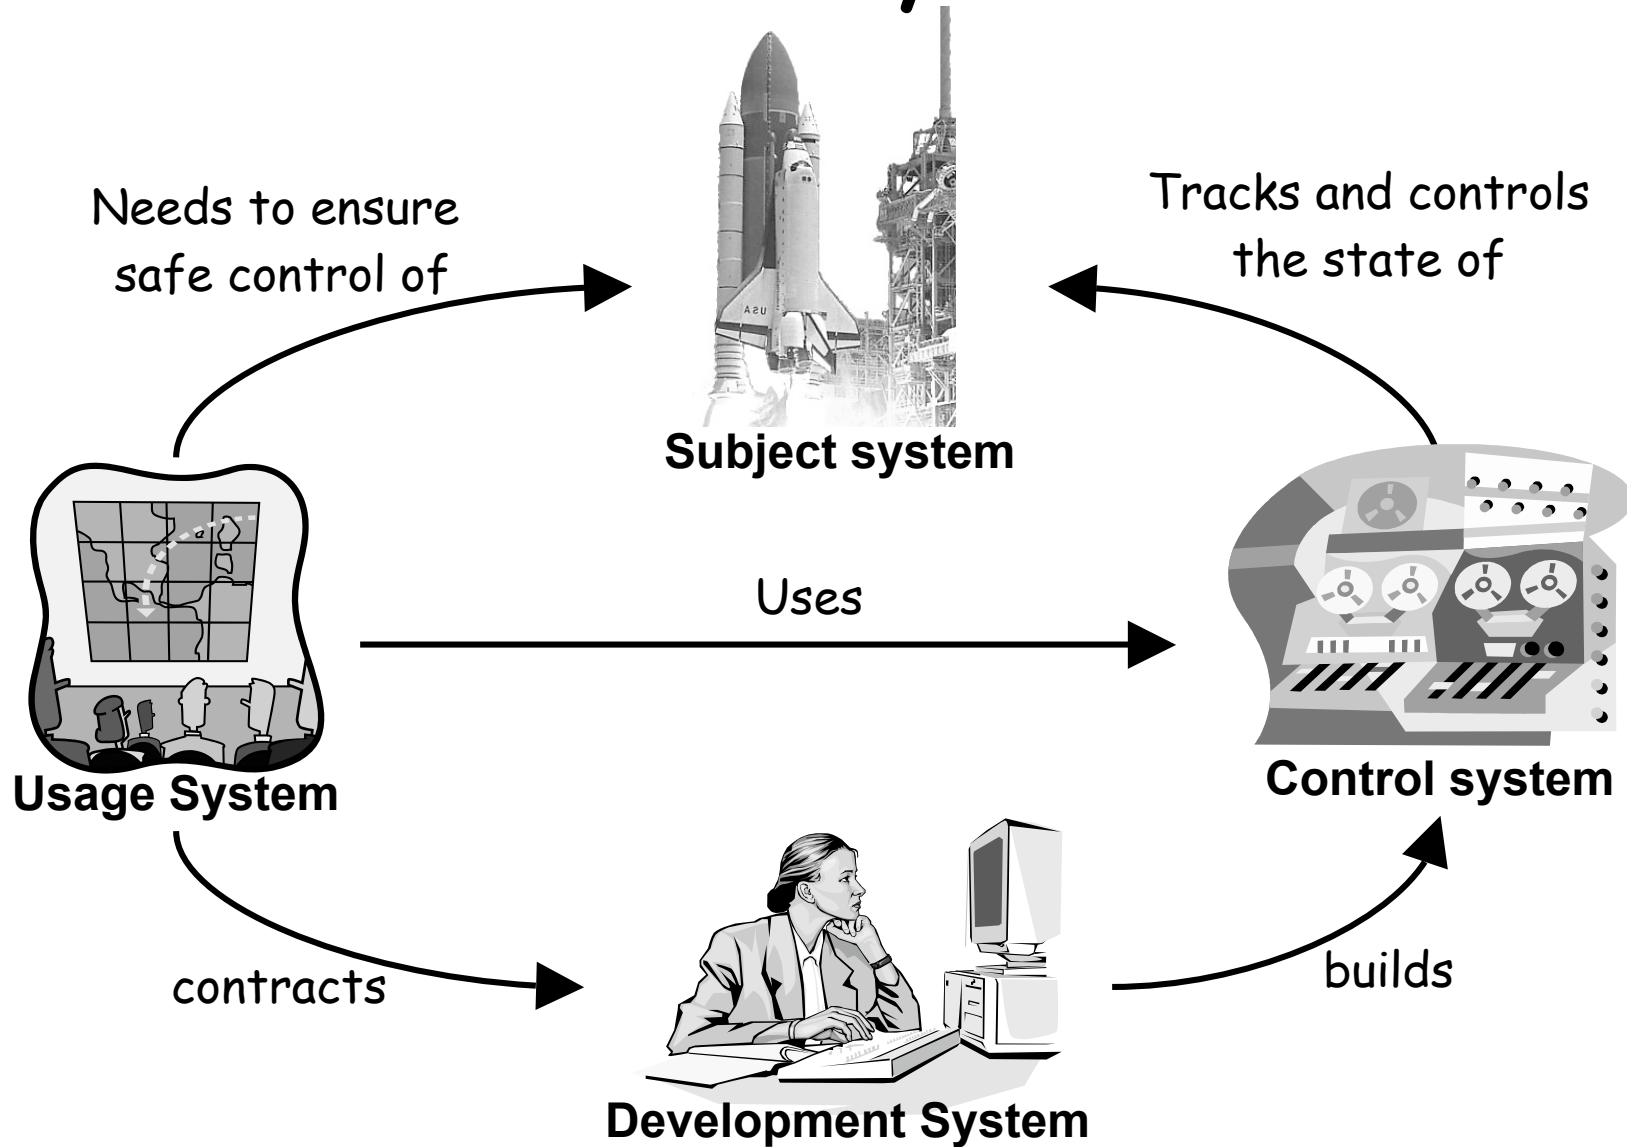 Needs to ensure
safe control of
Tracks and controls
the state of
USA
Subject system
Uses
Usage System
Control system
contracts
builds
Development System